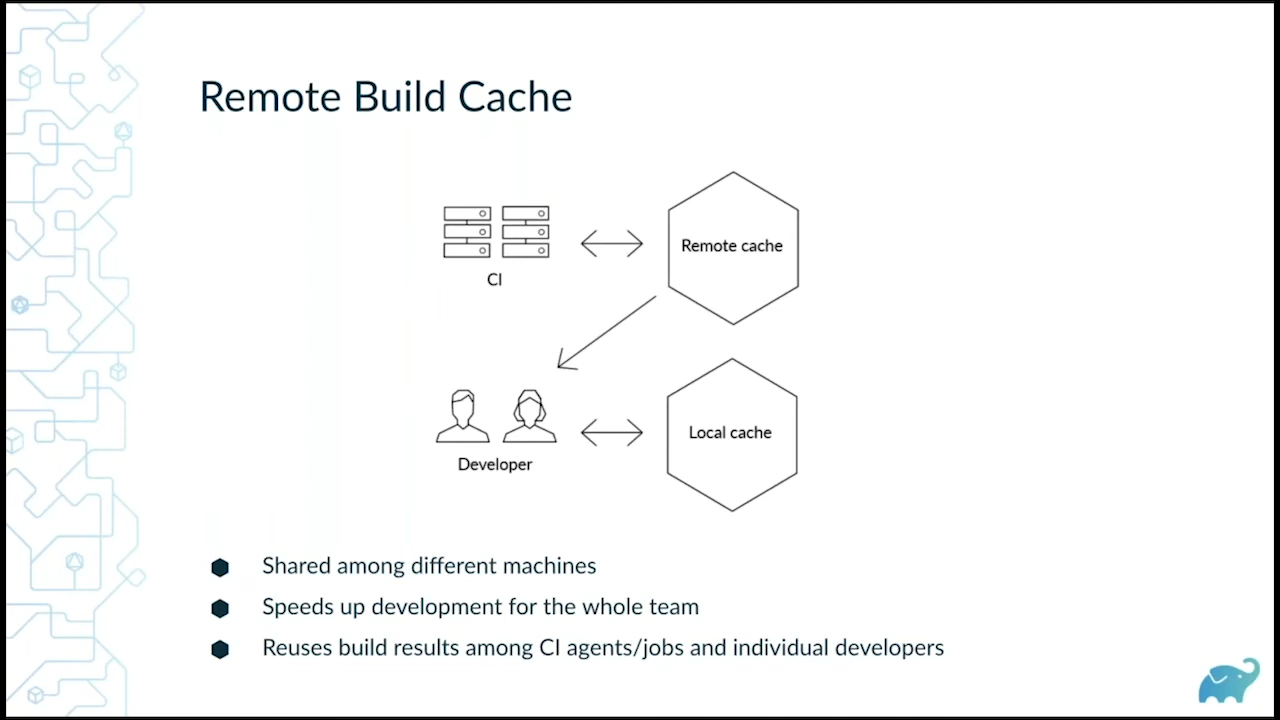 Remote Build Cache
Remote cache
CI
Local cache
Developer
Shared among different machines
Speeds up development for the whole team
Reuses build results among CI agents/jobs and individual developers